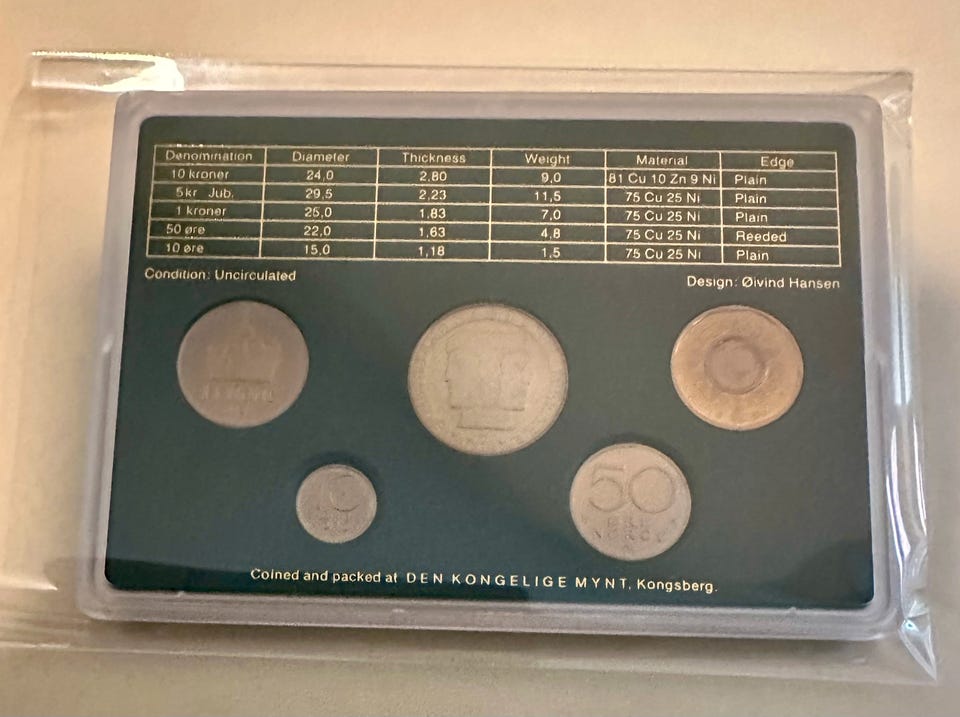 Denomination Diameter Thickness Weight Material Edge
10 kroner 24,0 2,80 9,0 81 Cu 10 Zn 9 Ni Plain
5kr Jub. 29,5 2,23 11,5 75 Cu 25 Ni Plain
1 kroner 25,0 1,83 7,0 75 Cu 25 Ni Plain
50 øre 22,0 1,63 4,8 75 Cu 25 Ni Reeded
10 øre 15,0 1,18 1,5 75 Cu 25 Ni Plain
Condition: Uncirculated
Design: Øivind Hansen
10
50
ØRE
NORGE
Coined and packed at DEN KONGELIGE MYNT, Kongsberg.